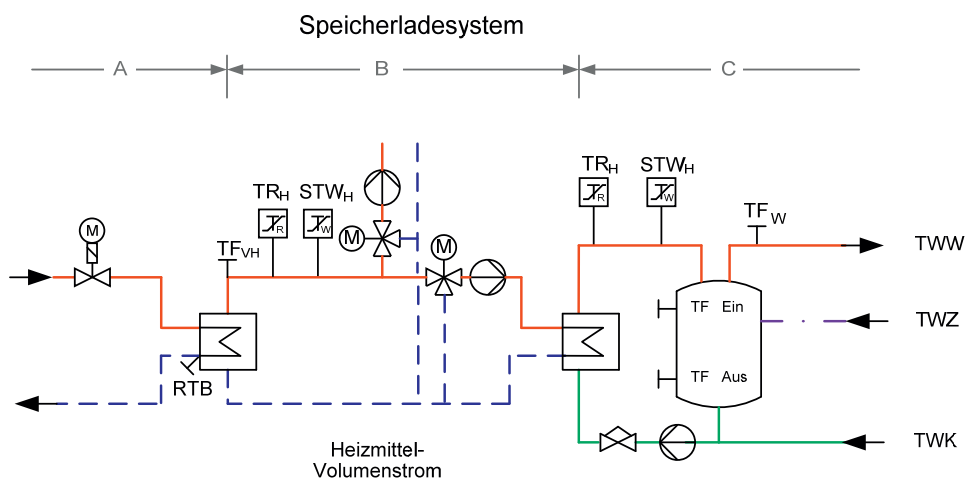 Speicherladesystem
A
B
C
TRH
STWH
TRH
STWH
TFW
M
R
W
R
W
TFVH
M
M
TWW
TF Ein
TWZ
TF Aus
RTB
TWK
Heizmittel-
Volumenstrom